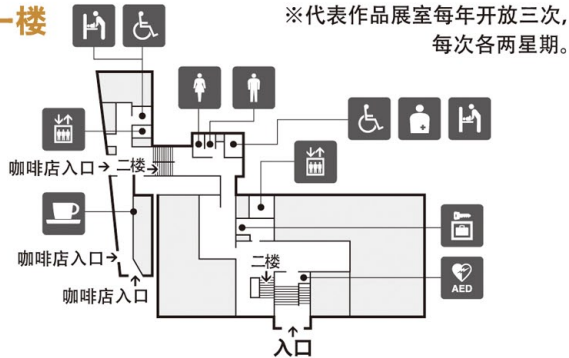 一楼
※代表作品展室每年开放三次,
每次各两星期。
咖啡店入口
二楼
咖啡店入口
二楼
AED
咖啡店入口
入口